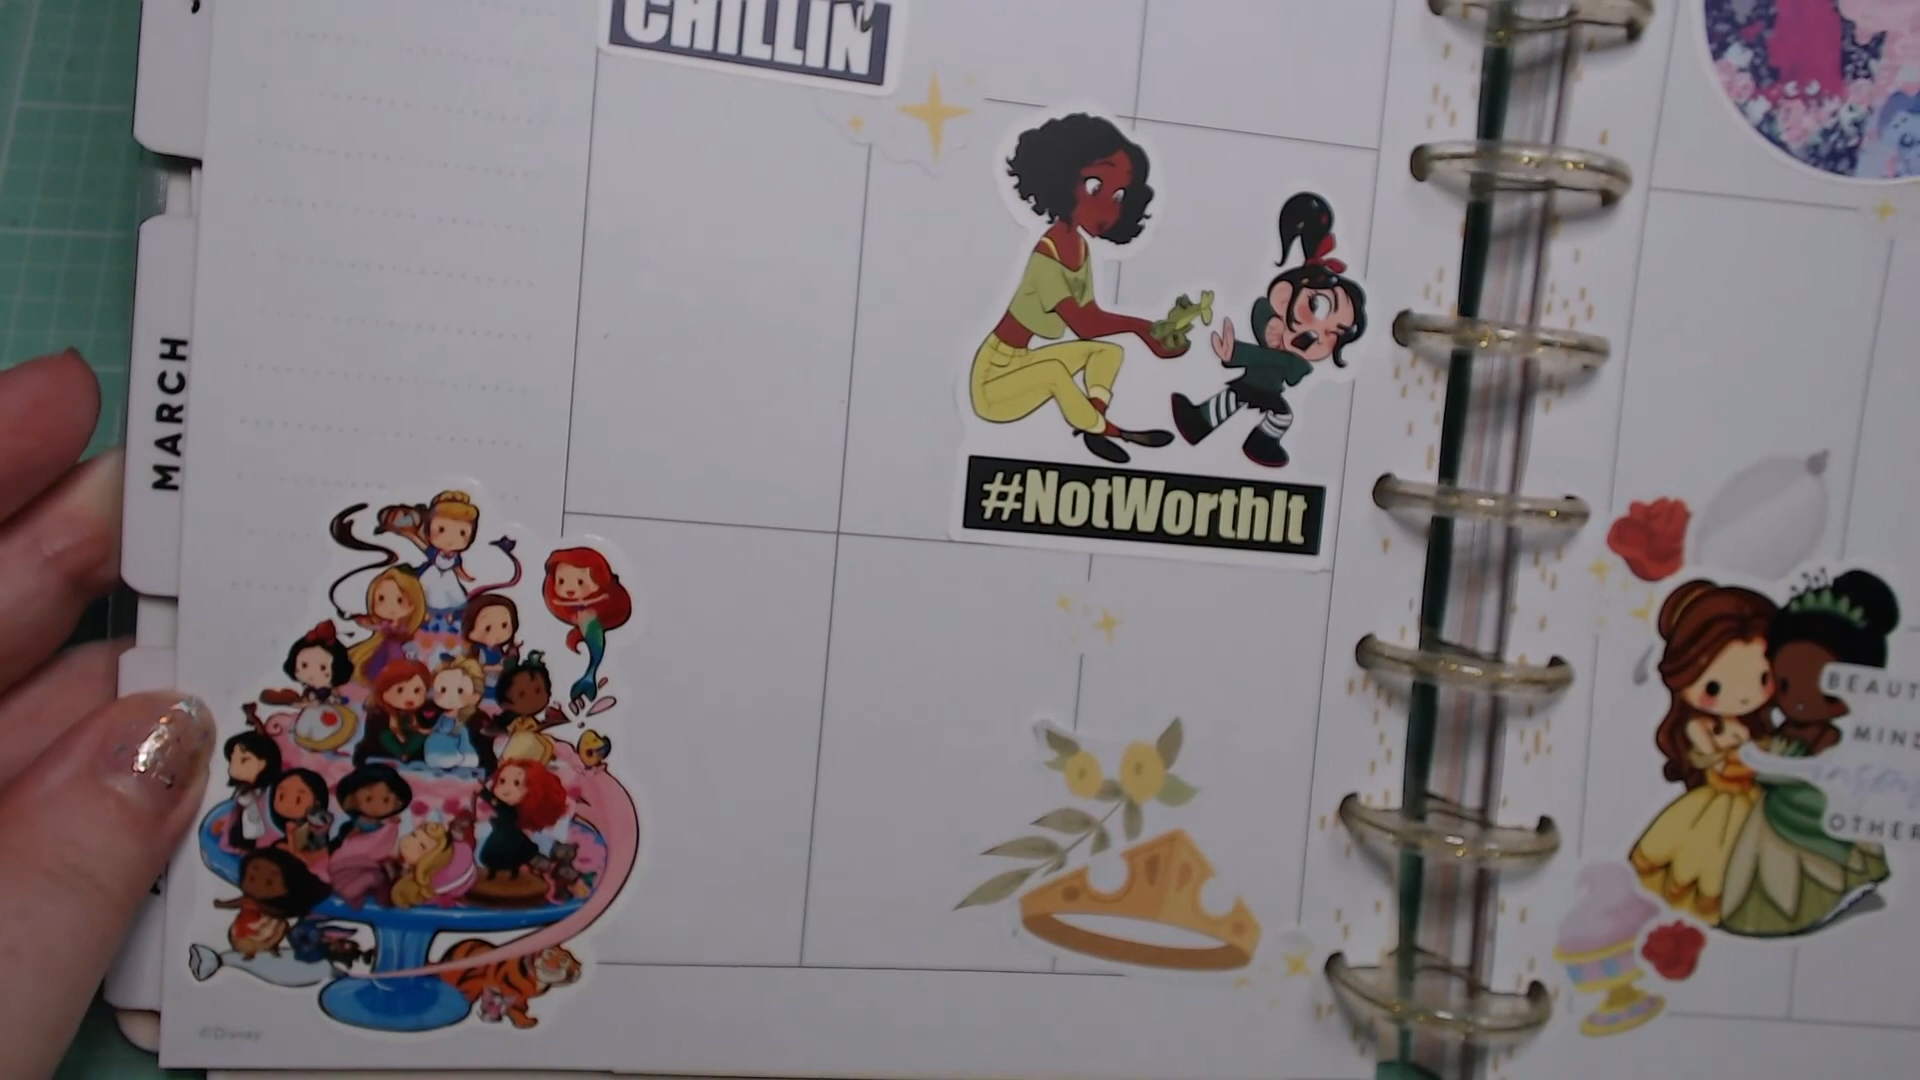 CHILLIN'
MARCH
#NotWorthIt
BEAUT
MIND
OTHER
©Disney